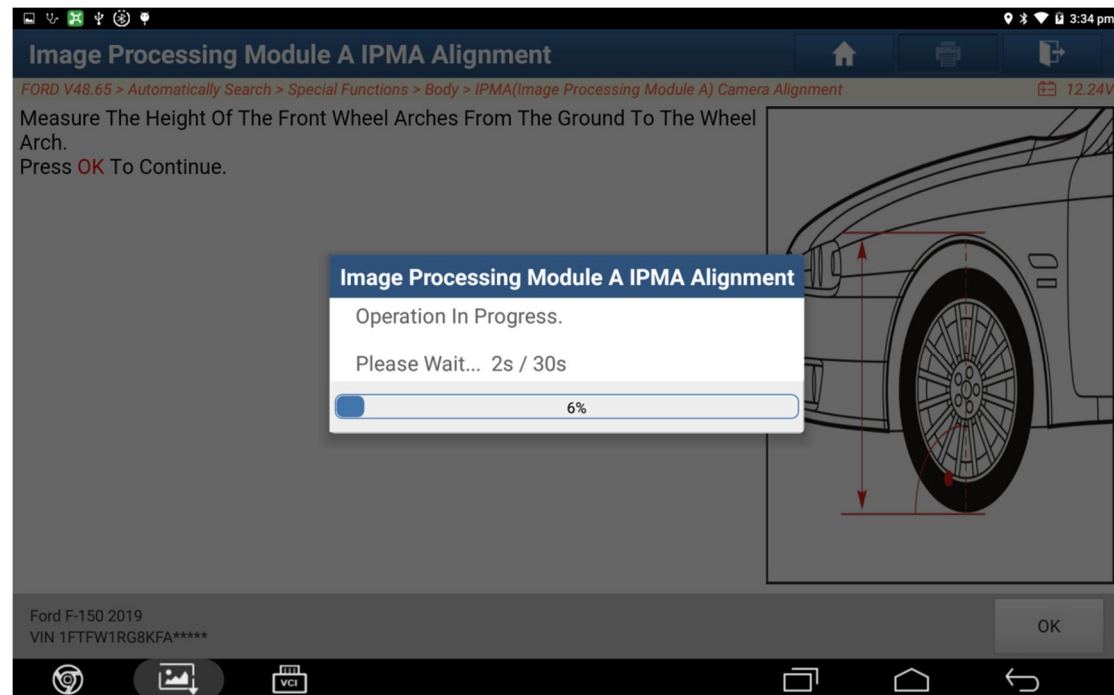 3:34 pm
Image Processing Module A IPMA Alignment
FORD V48.65 > Automatically Search > Special Functions > Body > IPMA(Image Processing Module A) Camera Alignment
12.24V
Measure The Height Of The Front Wheel Arches From The Ground To The Wheel
Arch.
Press OK To Continue.
Image Processing Module A IPMA Alignment
Operation In Progress.
Please Wait... 2s / 30s
6%
Ford F-150 2019
VIN 1FTFW1RG8KFA*****
OK
VCI